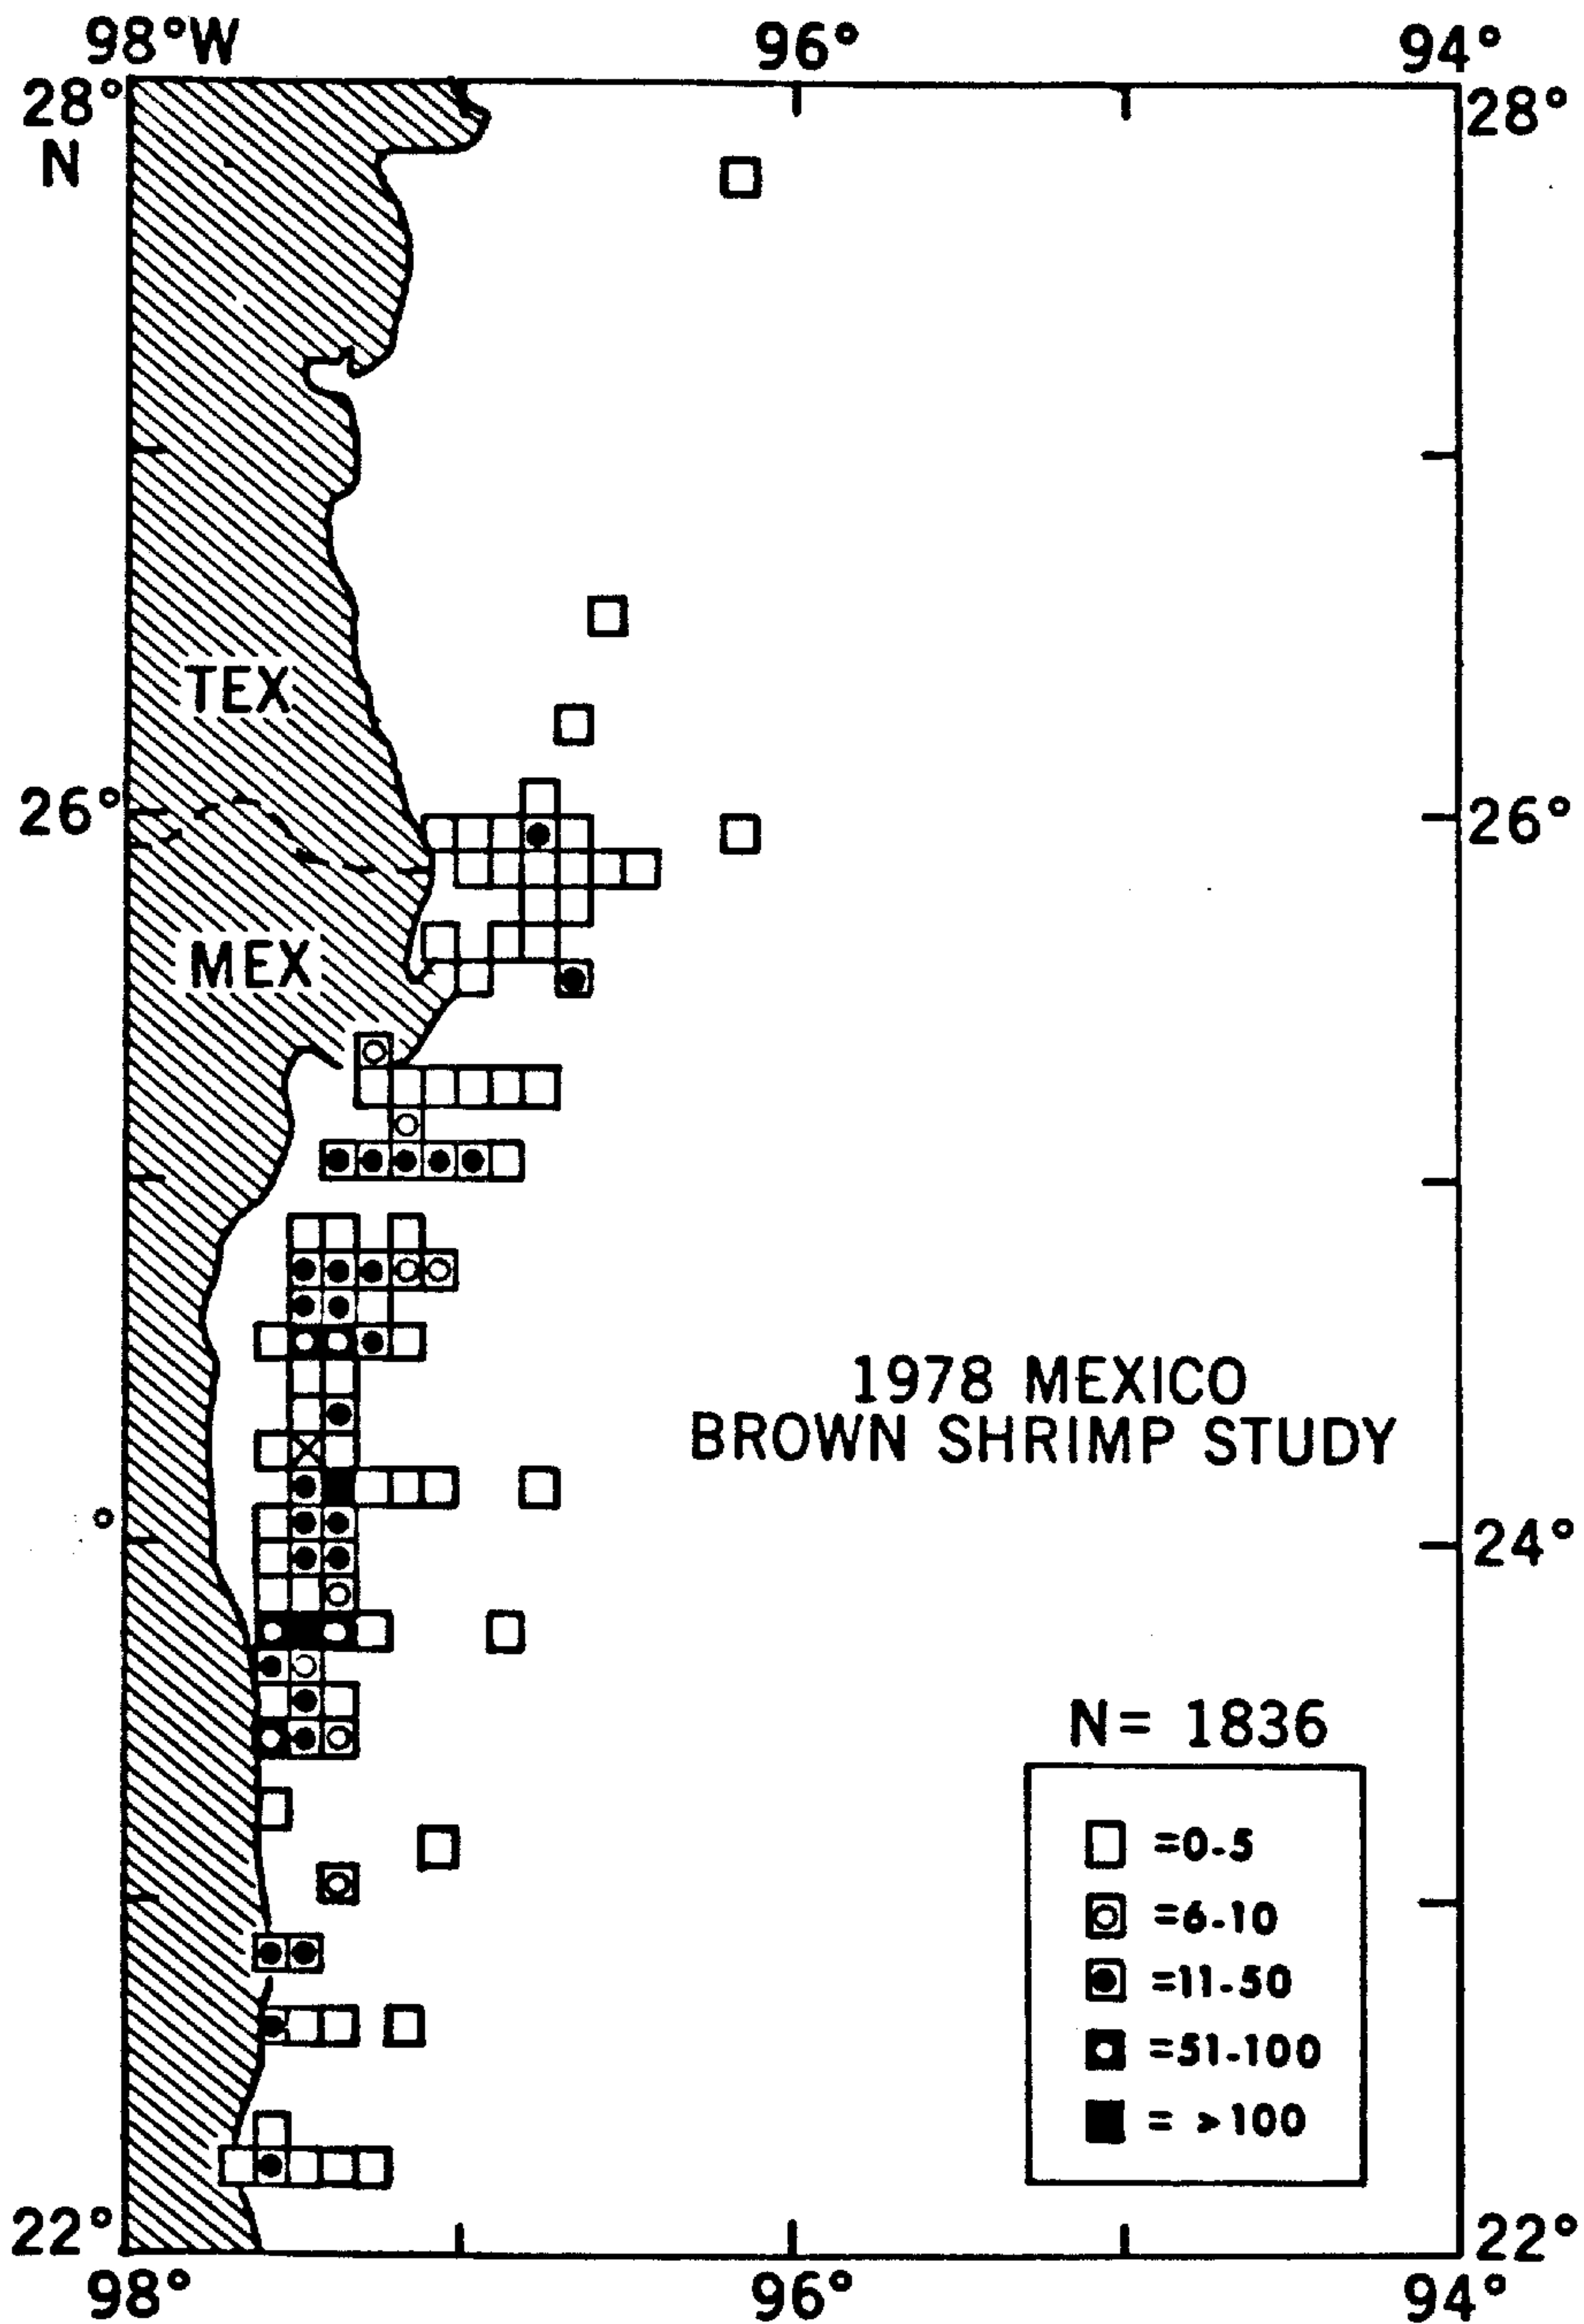 98°W 96° 94°
28° 28°
N
TEX
26° 26°
MEX
1978 MEXICO
BROWN SHRIMP STUDY
° 24°
N= 1836
=0-5
=6-10
=11-50
=51-100
= >100
22° 22°
98° 96° 94°